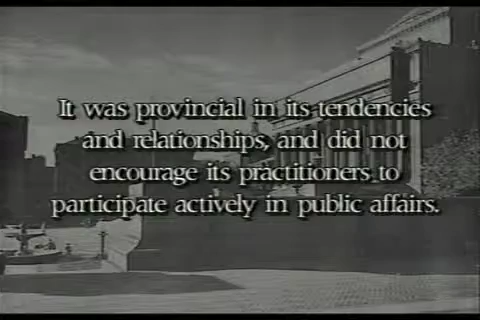 It was provincial in its tendencies
and relationships, and did not
encourage its practitioners to
participate actively in public affairs.